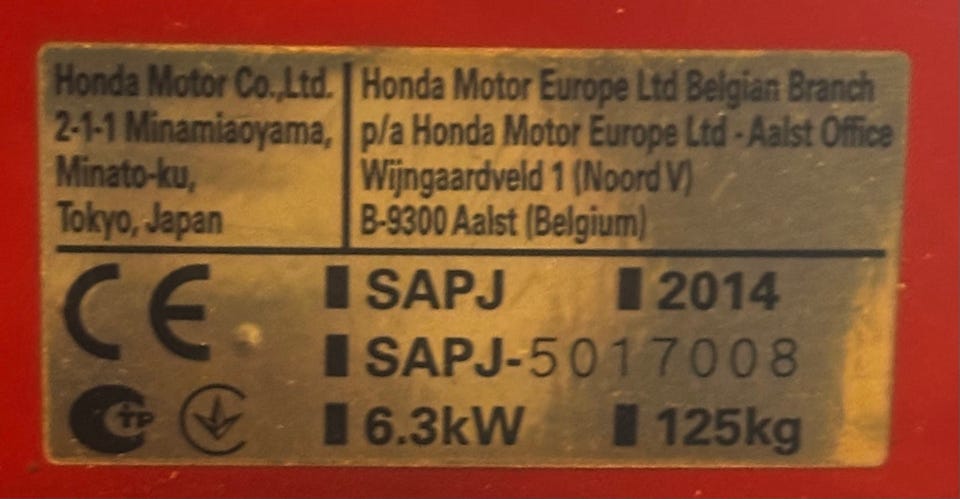 Honda Motor Co.,Ltd.
2-1-1 Minamiaoyama,
Minato-ku,
Tokyo, Japan
Honda Motor Europe Ltd Belgian Branch
p/a Honda Motor Europe Ltd - Aalst Office
Wijngaardveld 1 (Noord V)
B-9300 Aalst (Belgium)
CE
SAPJ 2014
SAPJ-5017008
TP
6.3kW 125kg